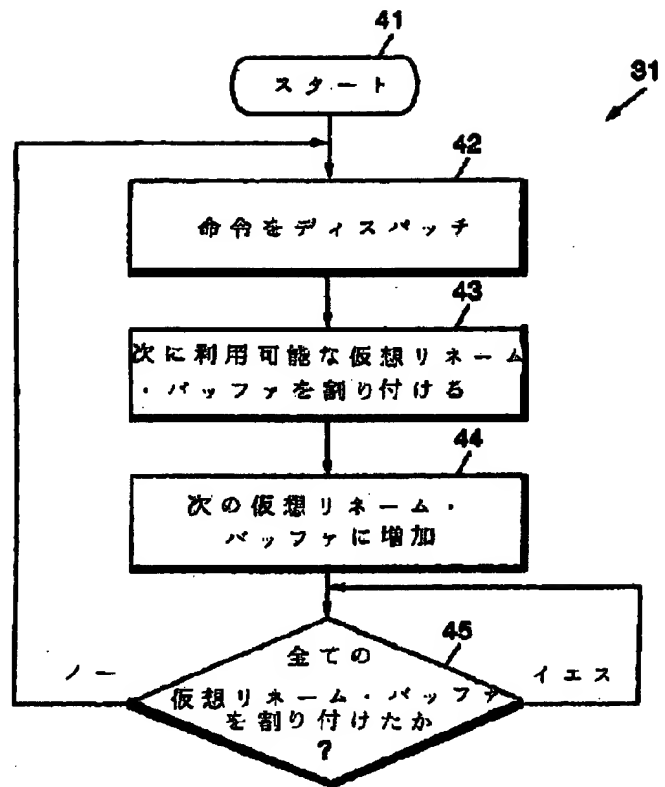 41
スタート
31
42
命令をディスパッチ
43
次に利用可能な仮想リネーム
・バッファを割り付ける
44
次の仮想リネーム・
バッファに増加
45
全ての
ノー
イエス
仮想リネーム・バッファ
を割り付けたか
?